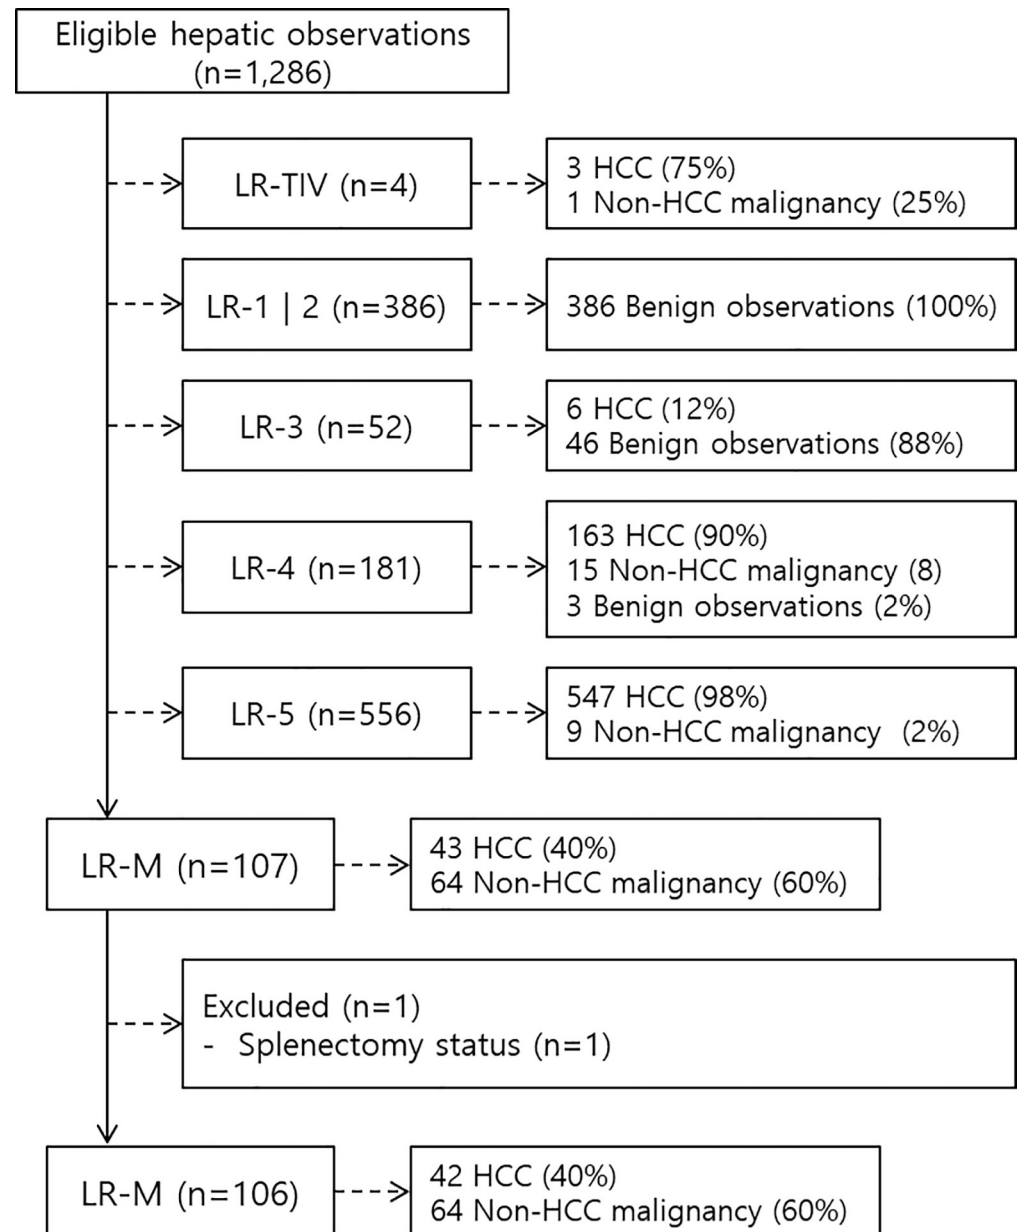 Eligible hepatic observations
(n=1,286)
LR-TIV (n=4)
3 HCC (75%)
1 Non-HCC malignancy (25%)
LR-1 | 2 (n=386)
386 Benign observations (100%)
LR-3 (n=52)
6 HCC (12%)
46 Benign observations (88%)
LR-4 (n=181)
163 HCC (90%)
15 Non-HCC malignancy (8)
3 Benign observations (2%)
LR-5 (n=556)
547 HCC (98%)
9 Non-HCC malignancy (2%)
LR-M (n=107)
43 HCC (40%)
64 Non-HCC malignancy (60%)
Excluded (n=1)
- Splenectomy status (n=1)
LR-M (n=106)
42 HCC (40%)
64 Non-HCC malignancy (60%)